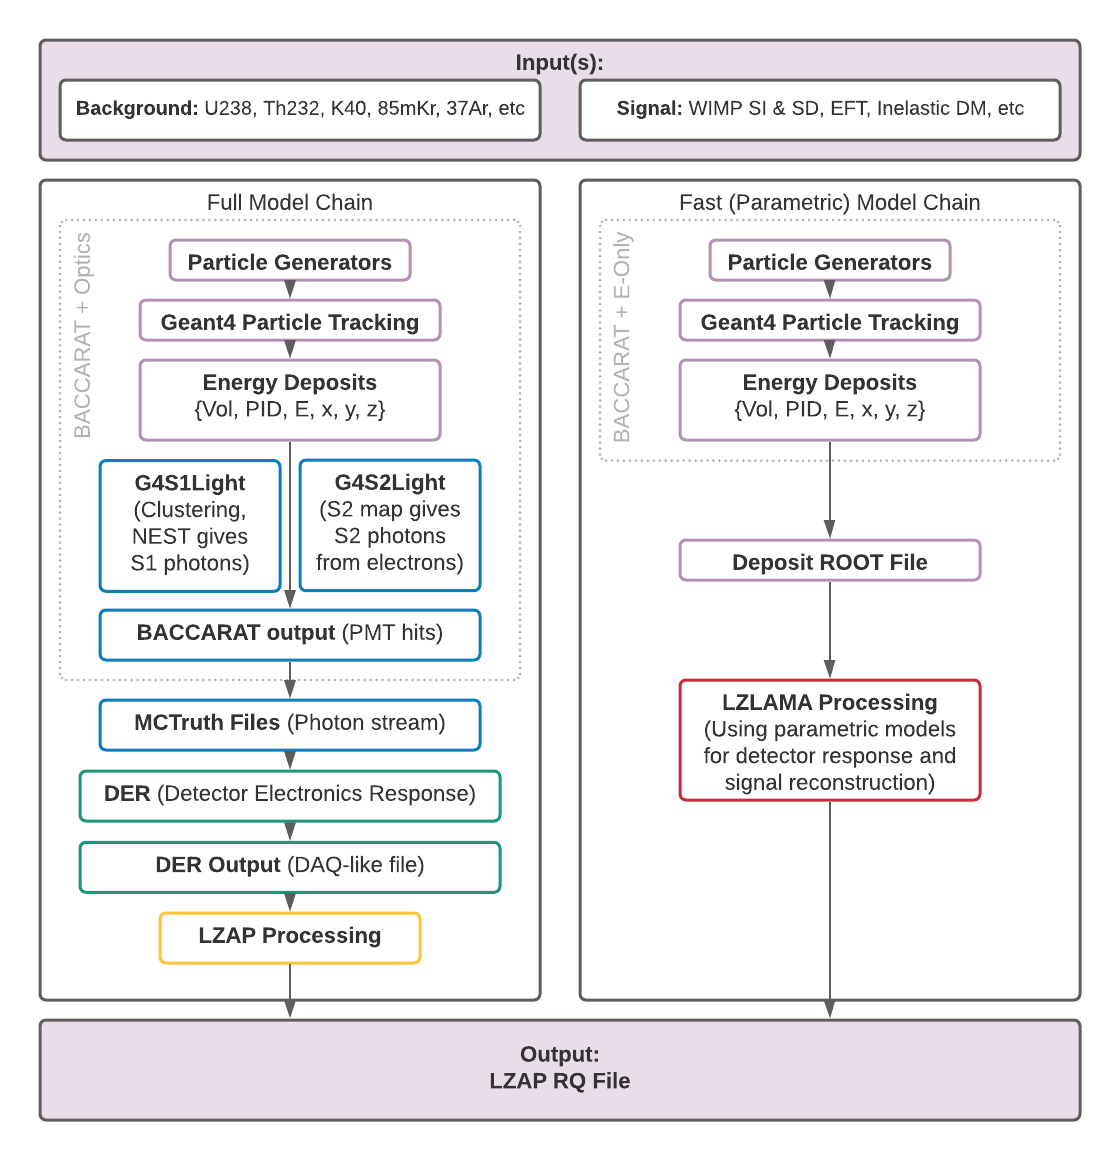 Input(s):
Background: U238, Th232, K40, 85mKr, 37Ar, etc
Signal: WIMP SI & SD, EFT, Inelastic DM, etc
Full Model Chain
BACCARAT + Optics
Particle Generators
Geant4 Particle Tracking
Energy Deposits
{Vol, PID, E, x, y, z}
G4S1Light
(Clustering,
NEST gives
S1 photons)
G4S2Light
(S2 map gives
S2 photons
from electrons)
BACCARAT output (PMT hits)
MCTruth Files (Photon stream)
DER (Detector Electronics Response)
DER Output (DAQ-like file)
LZAP Processing
Fast (Parametric) Model Chain
BACCARAT + E-Only
Particle Generators
Geant4 Particle Tracking
Energy Deposits
{Vol, PID, E, x, y, z}
Deposit ROOT File
LZLAMA Processing
(Using parametric models
for detector response and
signal reconstruction)
Output:
LZAP RQ File